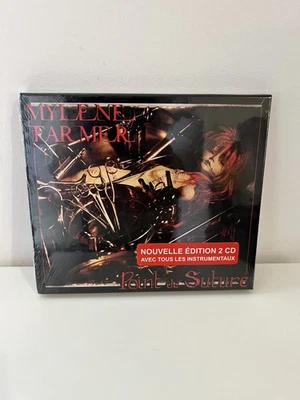 MYLENE
FARMER
NOUVELLE ÉDITION 2 CD
AVEC TOUS LES INSTRUMENTAUX
Point de Suture